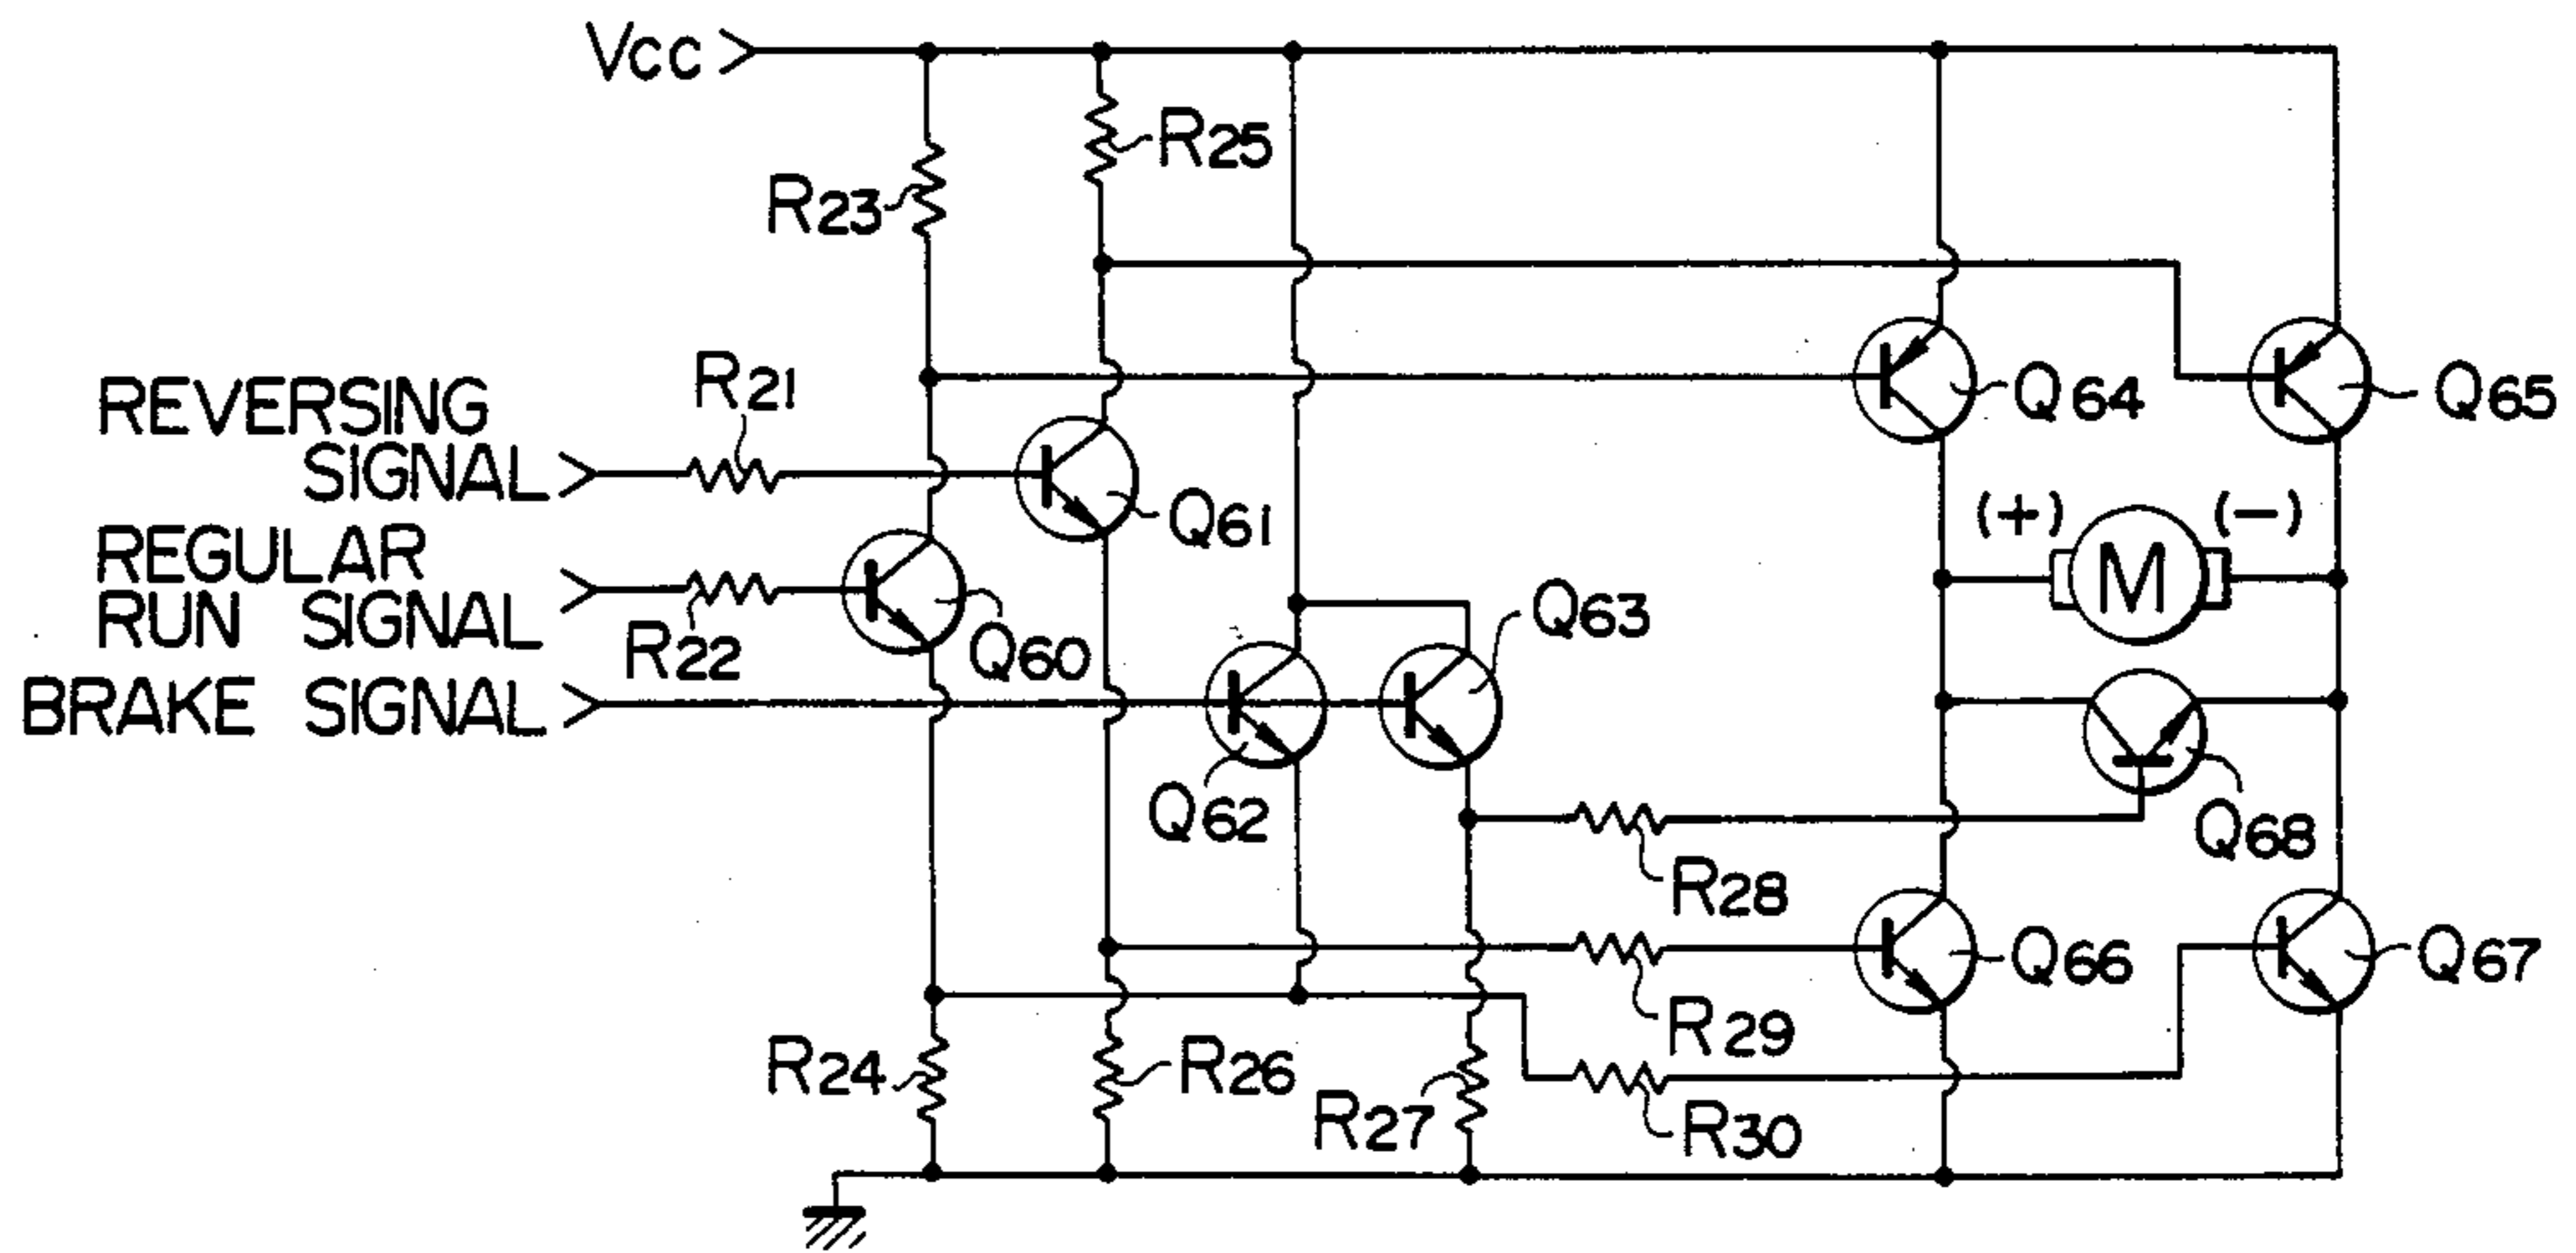 Vcc
R25
R23
R21
REVERSING
SIGNAL
Q64
Q65
Q61
(+)
(-)
M
REGULAR
RUN SIGNAL
R22
Q60
Q63
BRAKE SIGNAL
Q62
Q68
R28
Q66
Q67
R29
R24
R26
R27
R30